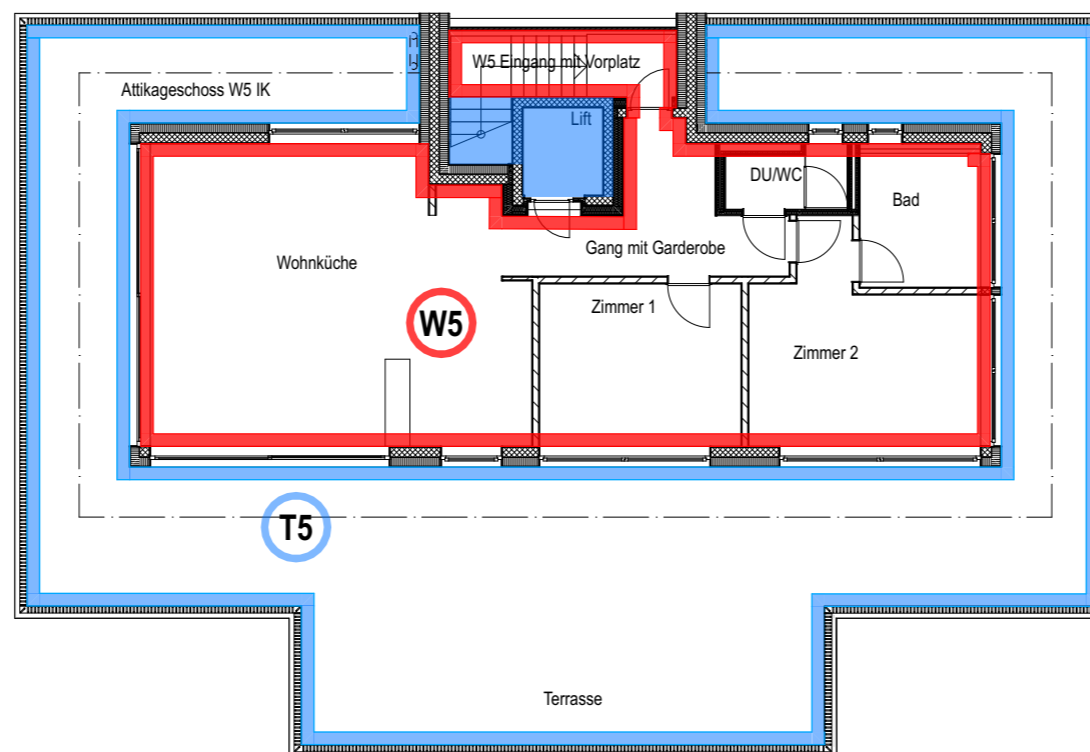 W5 Eingang mit Vorplatz
Attikageschoss W5 IK
Lift
DU/WC
Bad
Gang mit Garderobe
Wohnküche
Zimmer 1
W5
Zimmer 2
T5
Terrasse